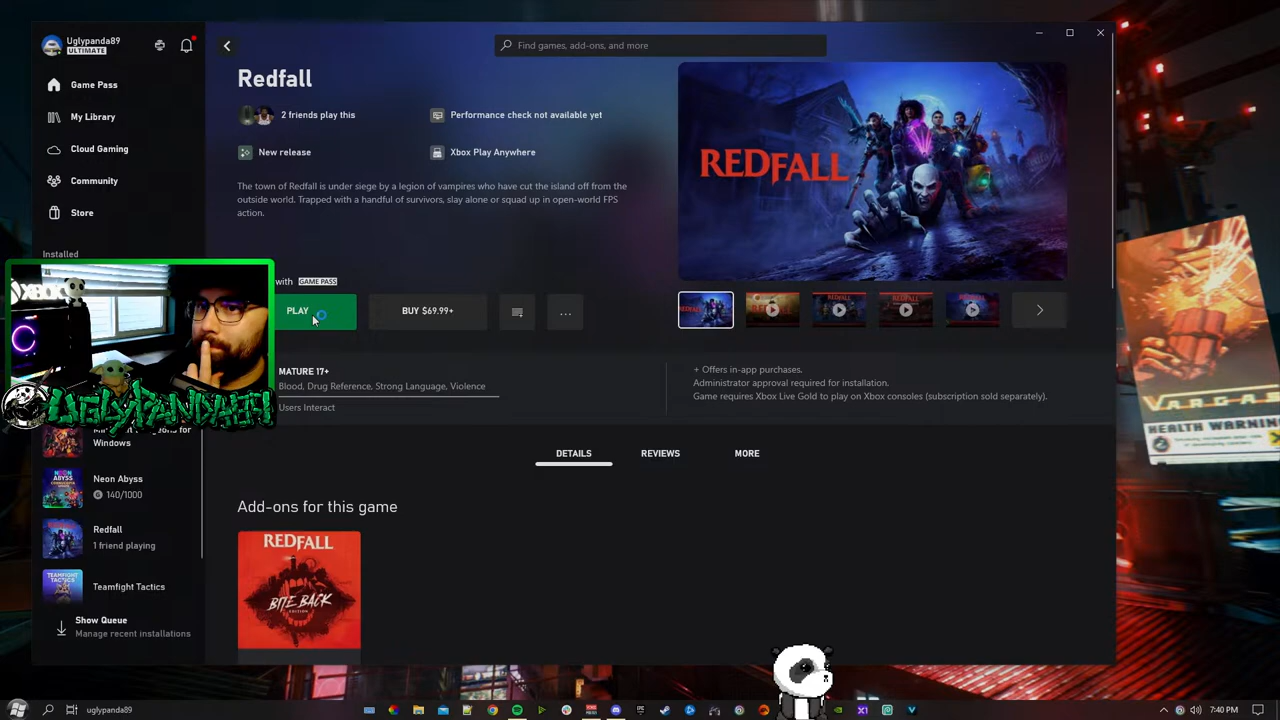 Uglypanda89
ULTIMATE
Find games, add-ons, and more
Game Pass
My Library
Cloud Gaming
Community
Store
Installed
Redfall
2 friends play this
Performance check not available yet
New release
Xbox Play Anywhere
The town of Redfall is under siege by a legion of vampires who have cut the island off from the
outside world. Trapped with a handful of survivors, slay alone or squad up in open-world FPS
action.
REDFALL
with GAME PASS
PLAY
BUY $69.99+
...
MATURE 17+
Blood, Drug Reference, Strong Language, Violence
Users Interact
+ Offers in-app purchases.
Administrator approval required for installation.
Game requires Xbox Live Gold to play on Xbox consoles (subscription sold separately).
XBOX
Windows
Neon Abyss
140/1000
Redfall
1 friend playing
Teamfight Tactics
Show Queue
Manage recent installations
DETAILS
REVIEWS
MORE
Add-ons for this game
REDFALL
BITE BACK
EDITION
VARGAS
HEALTH WARNING
uglypanda89
7:40 PM